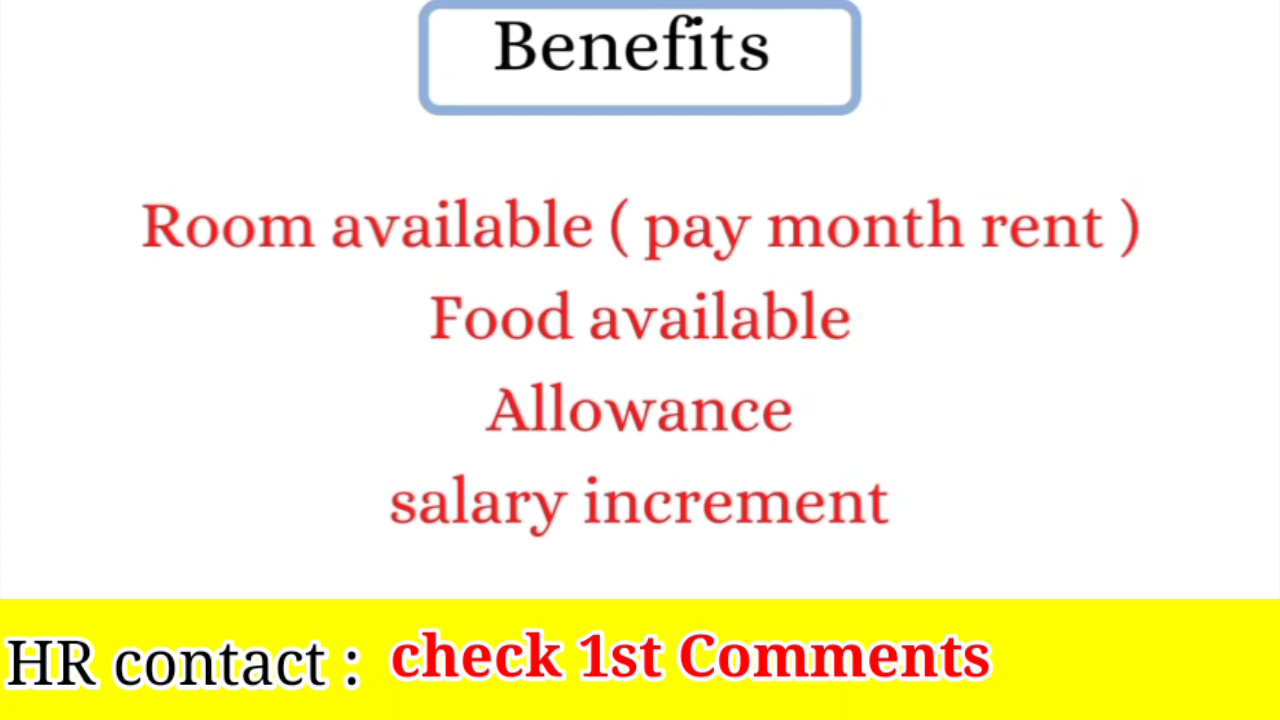 Benefits
Room available ( pay month rent )
Food available
Allowance
salary increment
HR contact : check 1st Comments